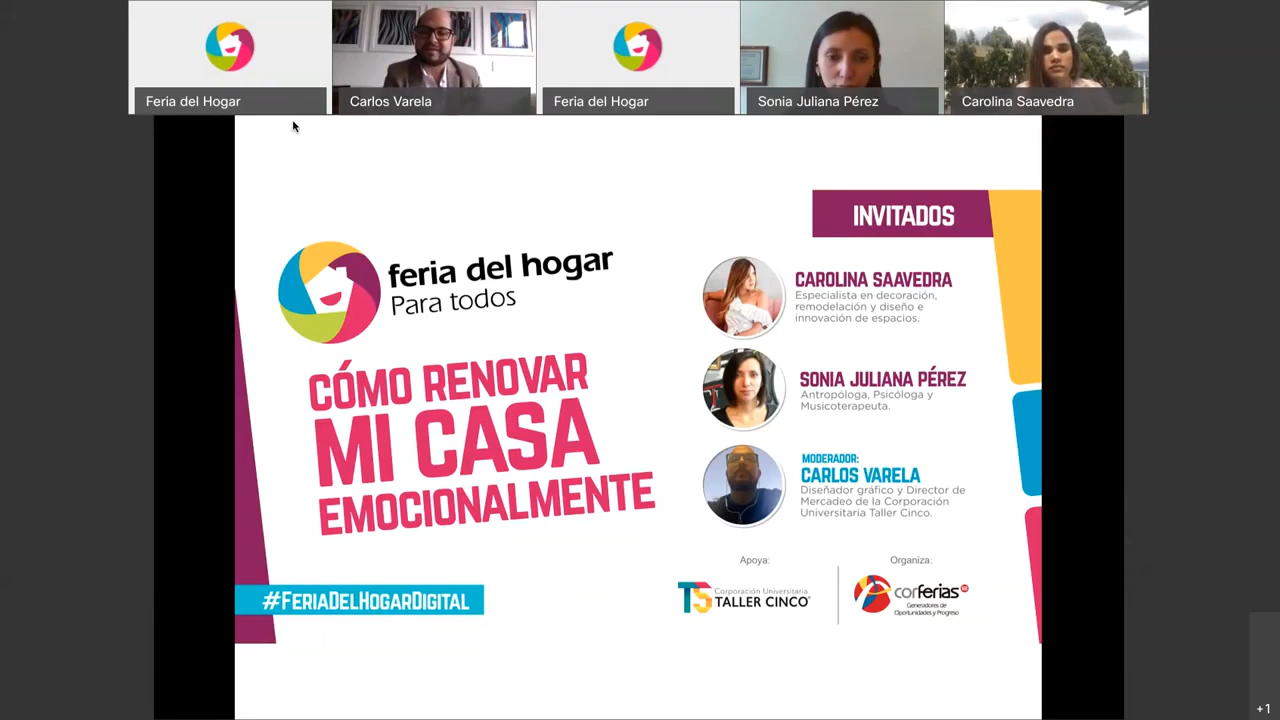 Feria del Hogar
Carlos Varela
Feria del Hogar
Sonia Juliana Pérez
Carolina Saavedra
INVITADOS
feria del hogar
Para todos
CÓMO RENOVAR
MI CASA
EMOCIONALMENTE
#FERIADELHOGARDIGITAL
CAROLINA SAAVEDRA
Especialista en decoración,
remodelación y diseño e
innovación de espacios.
SONIA JULIANA PÉREZ
Antropóloga, Psicóloga y
Musicoterapeuta.
MODERADOR:
CARLOS VARELA
Diseñador gráfico y Director de
Mercadeo de la Corporación
Universitaria Taller Cinco.
Apoya:
T5
Corporación Universitaria
TALLER CINCO®
Organiza:
corferias
Generadores de
Oportunidades y Progreso
+1